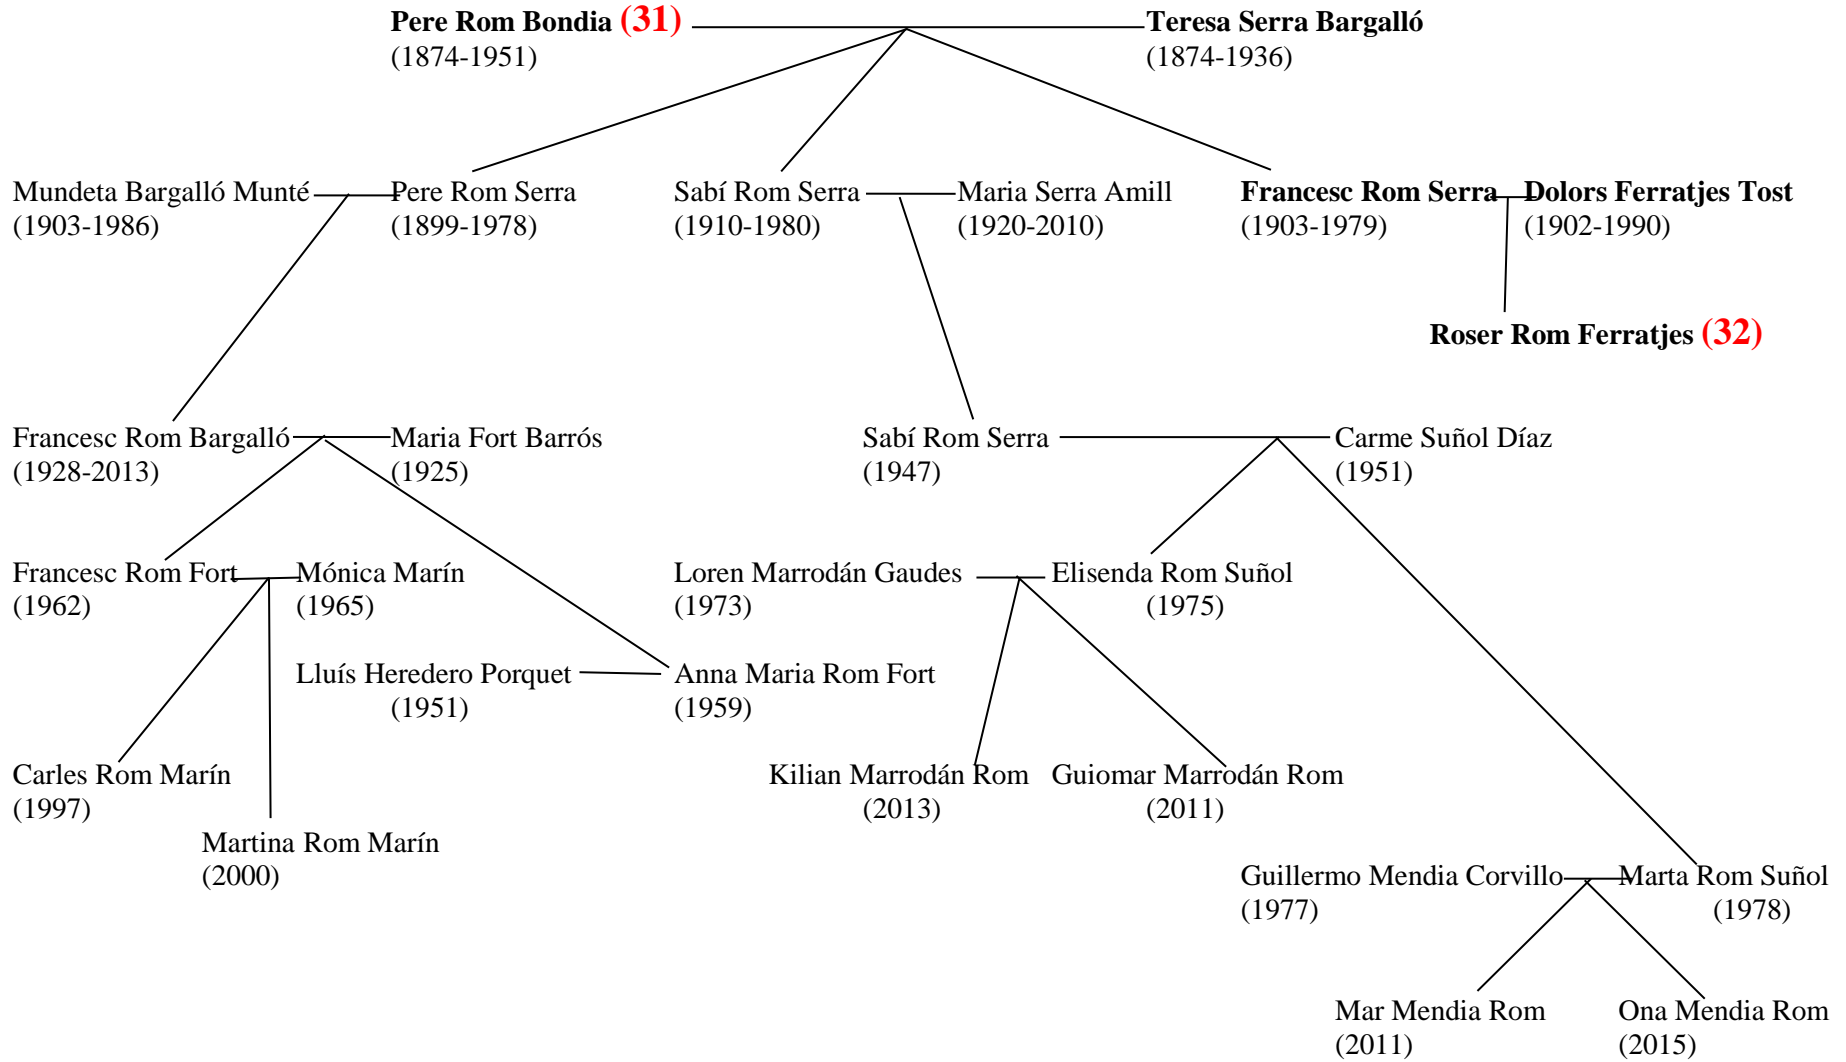 Pere Rom Bondia (31) Teresa Serra Bargalló
(1874-1951) (1874-1936)
Mundeta Bargalló Munté Pere Rom Serra Sabí Rom Serra Maria Serra Amill Francesc Rom Serra Dolors Ferratjes Tost
(1903-1986) (1899-1978) (1910-1980) (1920-2010) (1903-1979) (1902-1990)
Roser Rom Ferratjes (32)
Francesc Rom Bargalló Maria Fort Barrós Sabí Rom Serra Carme Suñol Díaz
(1928-2013) (1925) (1947) (1951)
Francesc Rom Fort Mónica Marín Loren Marrodán Gaudes Elisenda Rom Suñol
(1962) (1965) (1973) (1975)
Lluís Heredero Porquet Anna Maria Rom Fort
(1951) (1959)
Carles Rom Marín Kilian Marrodán Rom Guiomar Marrodán Rom
(1997) (2013) (2011)
Martina Rom Marín
(2000)
Guillermo Mendia Corvillo Marta Rom Suñol
(1977) (1978)
Mar Mendia Rom Ona Mendia Rom
(2011) (2015)